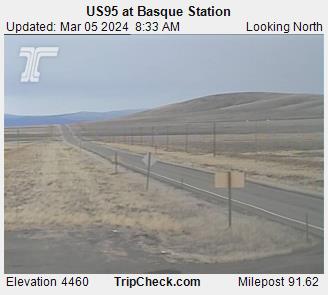 US95 at Basque Station
Updated: Mar 05 2024 8:33 AM Looking North
Elevation 4460 TripCheck.com Milepost 91.62